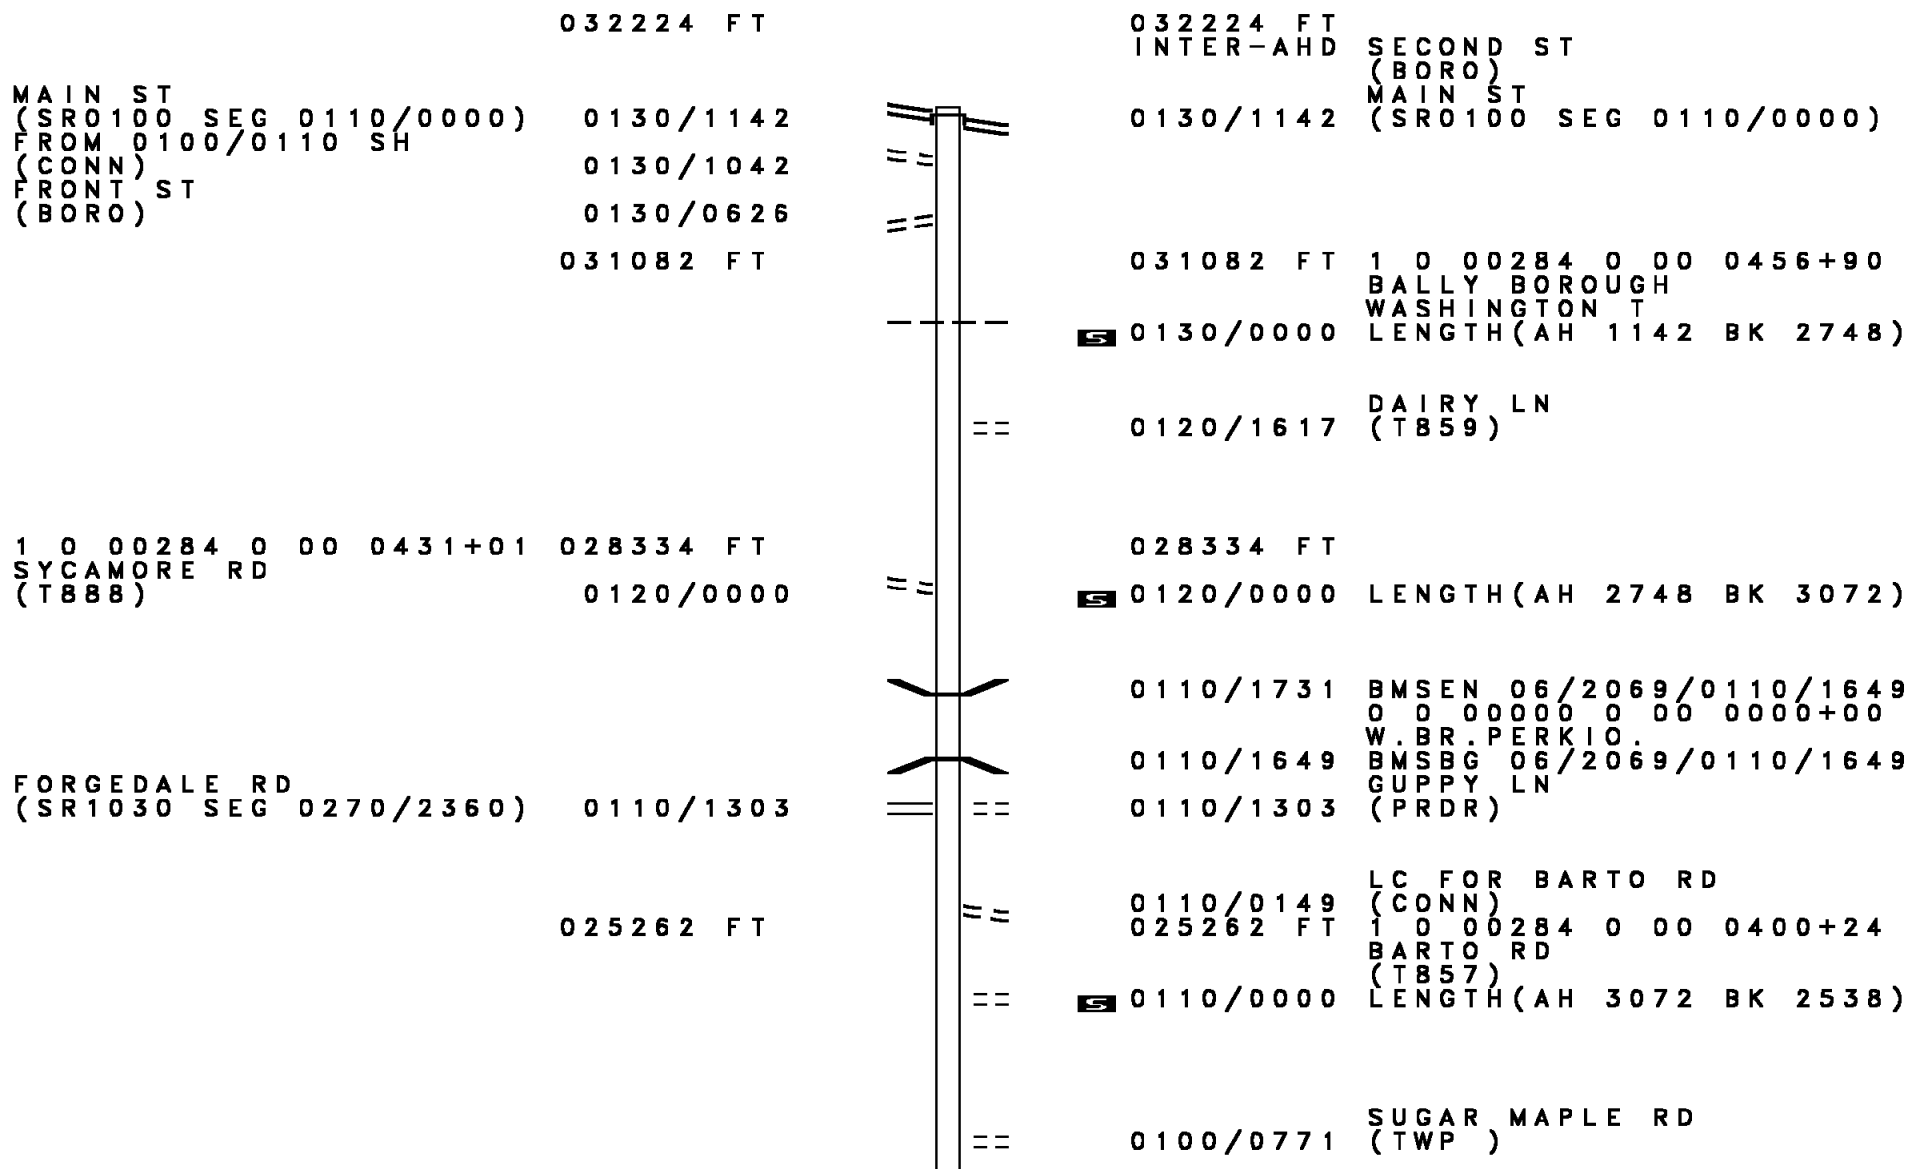 032224 FT 032224 FT
INTER-AHD SECOND ST
(BORO)
MAIN ST MAIN ST
(SR0100 SEG 0110/0000) 0130/1142 0130/1142 (SR0100 SEG 0110/0000)
FROM 0100/0110 SH
(CONN) 0130/1042
FRONT ST
(BORO) 0130/0626
031082 FT 031082 FT 1 0 00284 0 00 0456+90
BALLY BOROUGH
WASHINGTON T
S 0130/0000 LENGTH(AH 1142 BK 2748)
DAIRY LN
0120/1617 (T859)
1 0 00284 0 00 0431+01 028334 FT 028334 FT
SYCAMORE RD
(T888) 0120/0000 S 0120/0000 LENGTH(AH 2748 BK 3072)
0110/1731 BMSEN 06/2069/0110/1649
0 0 00000 0 00 0000+00
W.BR.PERKIO.
0110/1649 BMSBG 06/2069/0110/1649
FORGEDALE RD GUPPY LN
(SR1030 SEG 0270/2360) 0110/1303 0110/1303 (PRDR)
LC FOR BARTO RD
0110/0149 (CONN)
025262 FT 025262 FT 1 0 00284 0 00 0400+24
BARTO RD
(T857)
S 0110/0000 LENGTH(AH 3072 BK 2538)
SUGAR MAPLE RD
0100/0771 (TWP )